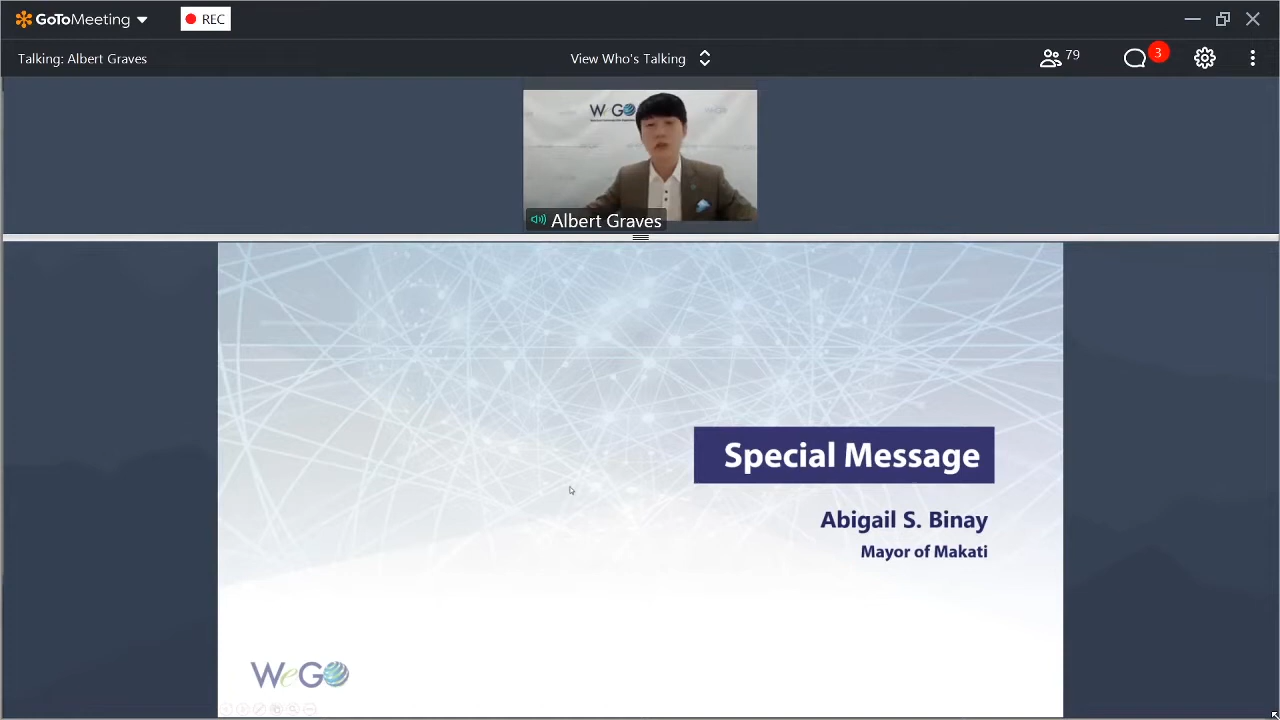 GoToMeeting
REC
Talking: Albert Graves
View Who's Talking
79
3
WeGO
Albert Graves
Special Message
Abigail S. Binay
Mayor of Makati
WeGO